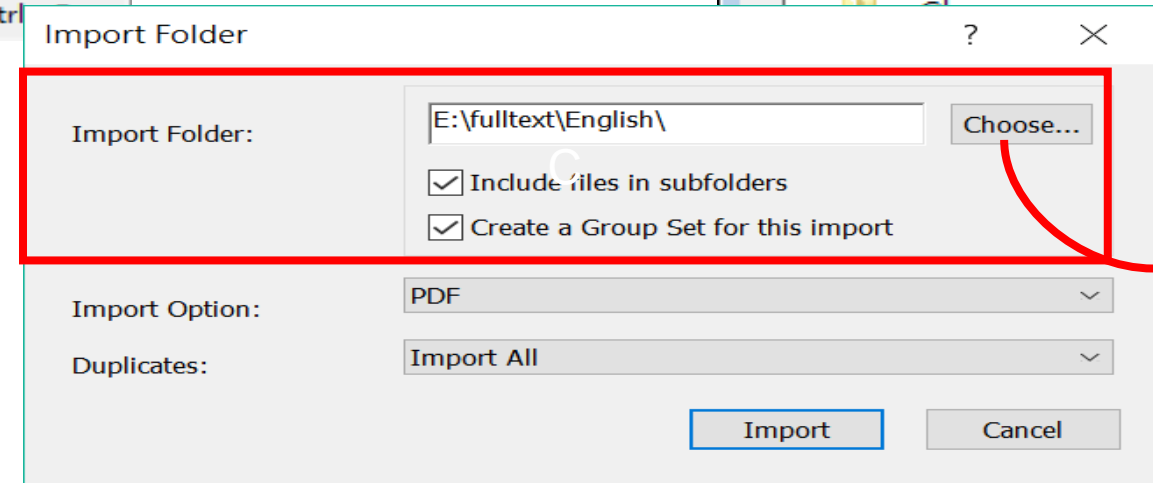 trl
Import Folder ?
Import Folder: E:\fulltext\English\ Choose...
C
Include files in subfolders
Create a Group Set for this import
Import Option: PDF
Duplicates: Import All
Import Cancel